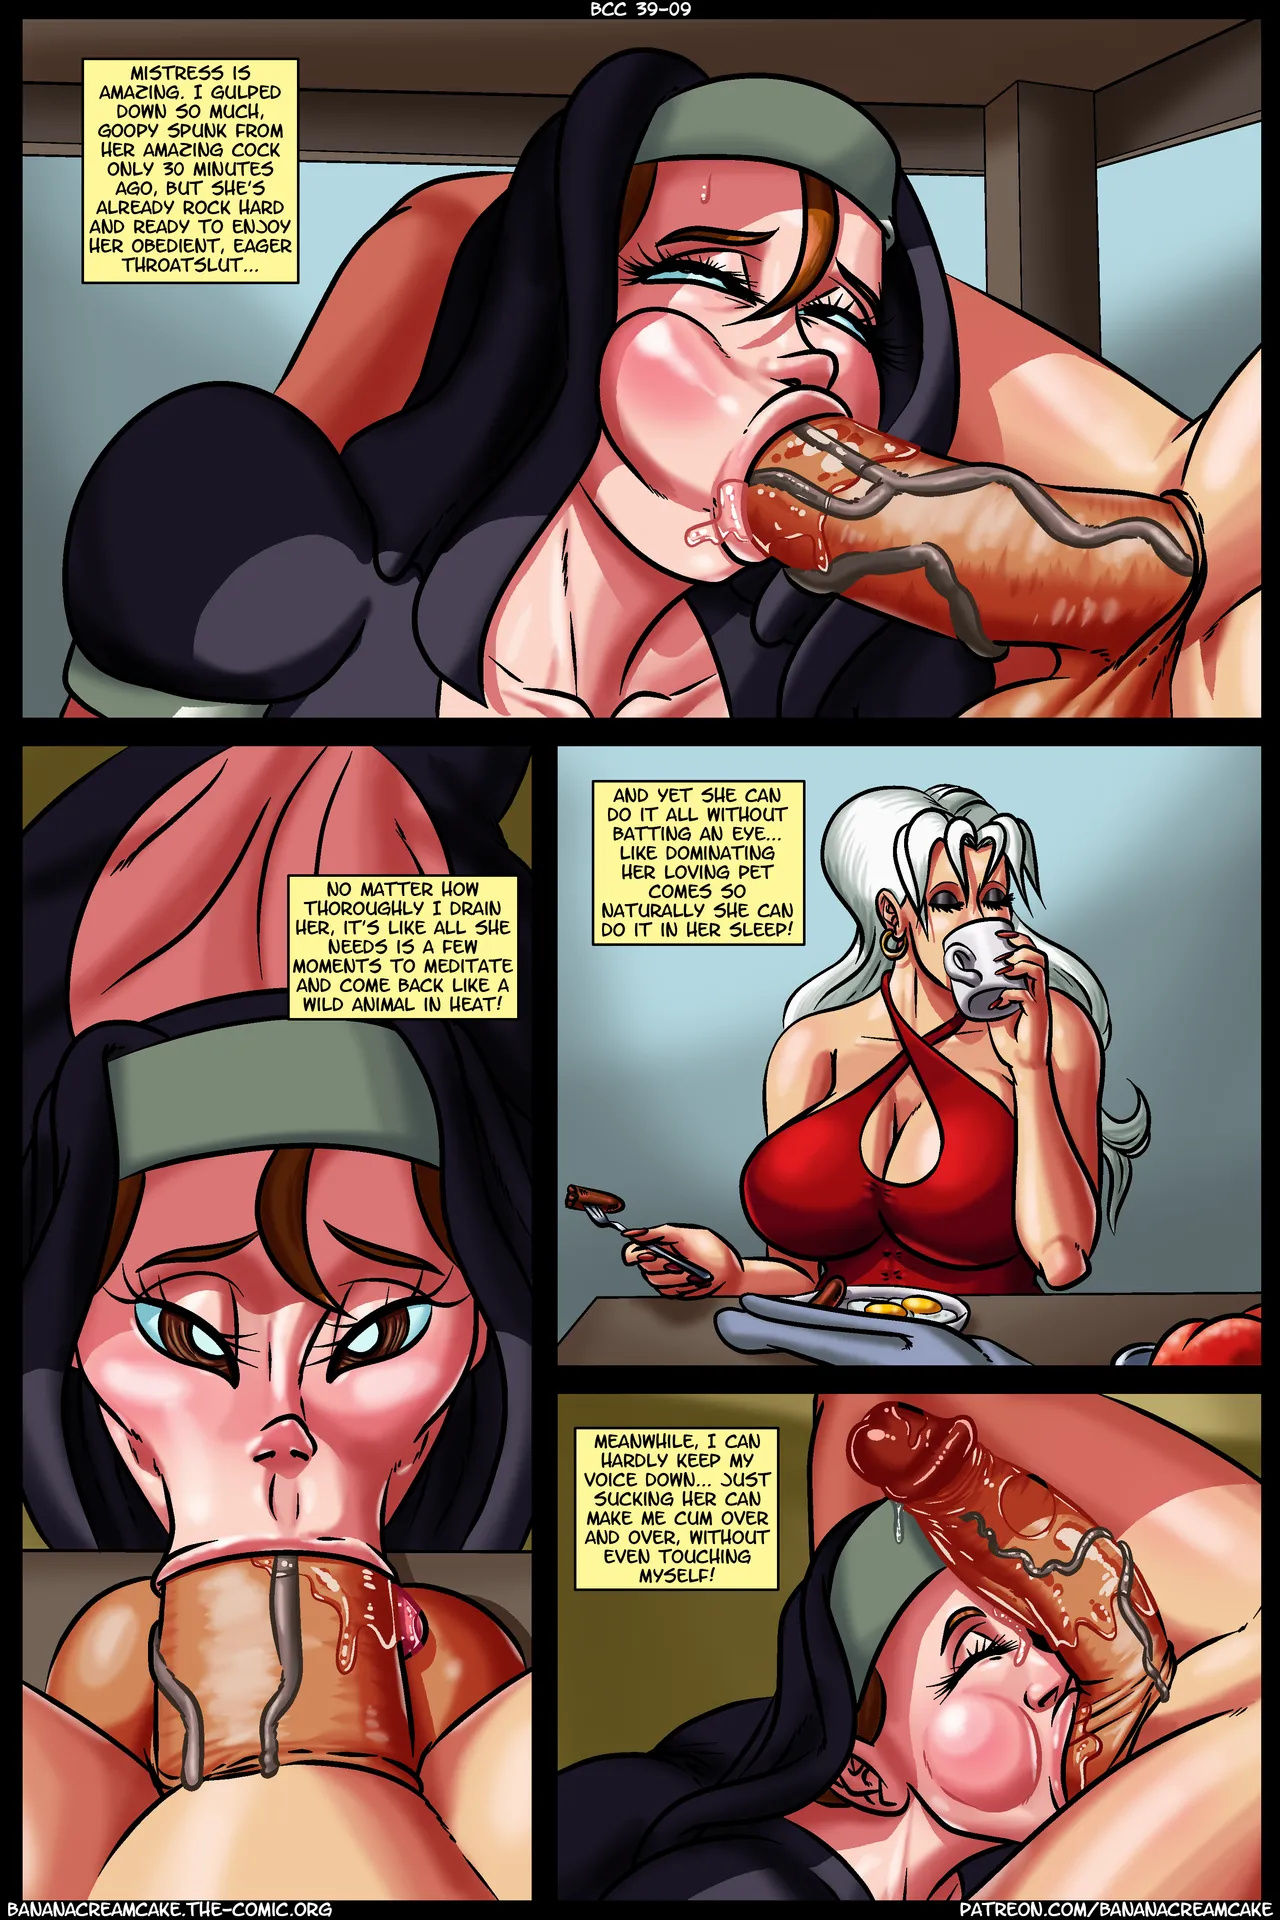 BCC 39-09
MISTRESS IS
AMAZING. I GULPED
DOWN SO MUCH,
GOOPY SPUNK FROM
HER AMAZING COCK
ONLY 30 MINUTES
AGO, BUT SHE'S
ALREADY ROCK HARD
AND READY TO ENJOY
HER OBEDIENT, EAGER
THROATSLUT...
NO MATTER HOW
THOROUGHLY I DRAIN
HER, IT'S LIKE ALL SHE
NEEDS IS A FEW
MOMENTS TO MEDITATE
AND COME BACK LIKE A
WILD ANIMAL IN HEAT!
AND YET SHE CAN
DO IT ALL WITHOUT
BATTING AN EYE...
LIKE DOMINATING
HER LOVING PET
COMES SO
NATURALLY SHE CAN
DO IT IN HER SLEEP!
MEANWHILE, I CAN
HARDLY KEEP MY
VOICE DOWN... JUST
SUCKING HER CAN
MAKE ME CUM OVER
AND OVER, WITHOUT
EVEN TOUCHING
MYSELF!
BANANACREAMCAKE.THE-COMIC.ORG
PATREON.COM/BANANACREAMCAKE